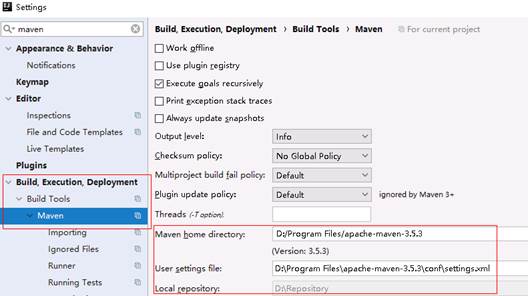 Settings
maven
Appearance & Behavior
Notifications
Keymap
Editor
Inspections
File and Code Templates
Live Templates
Plugins
Build, Execution, Deployment
Build Tools
Maven
Importing
Ignored Files
Runner
Running Tests
Build, Execution, Deployment › Build Tools › Maven For current project
Work offline
Use plugin registry
Execute goals recursively
Print exception stack traces
Always update snapshots
Output level: Info
Checksum policy: No Global Policy
Multiproject build fail policy: Default
Plugin update policy: Default ignored by Maven 3+
Threads (-T option):
Maven home directory: D:/Program Files/apache-maven-3.5.3
(Version: 3.5.3)
User settings file: D:\Program Files\apache-maven-3.5.3\conf\settings.xml
Local repository: D:\Repository